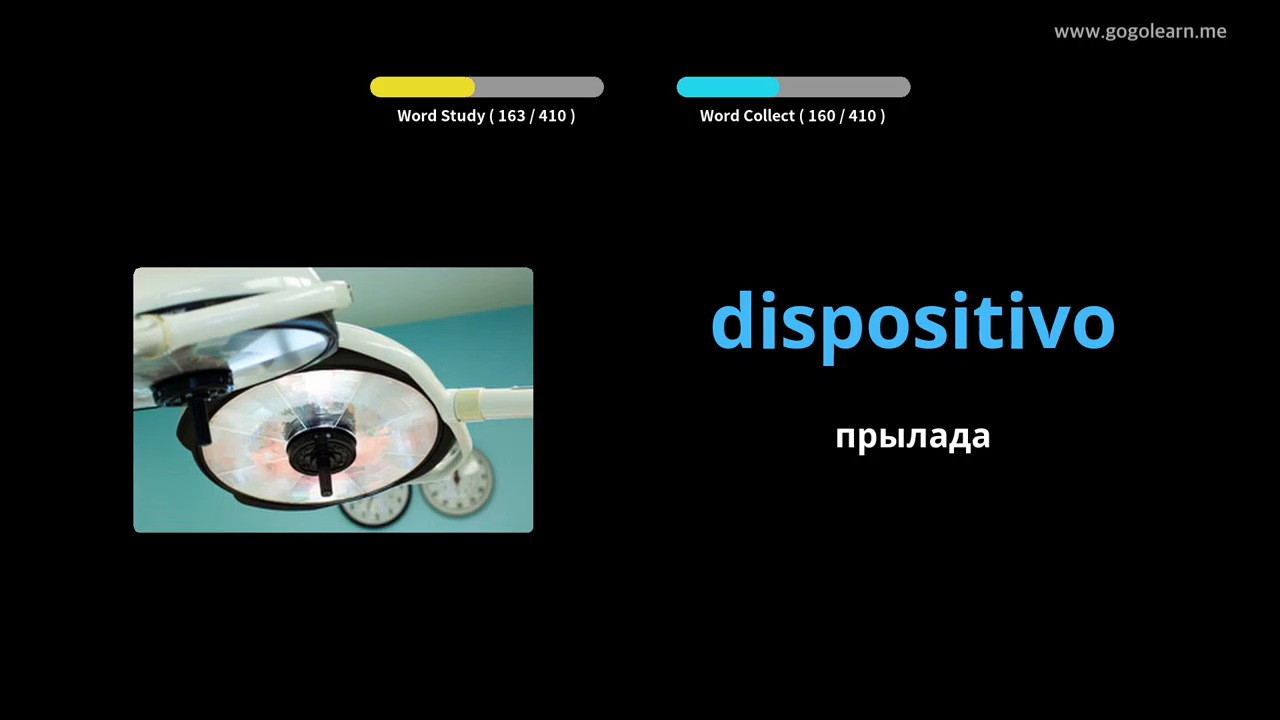 www.gogolearn.me
Word Study ( 163 / 410 )
Word Collect ( 160 / 410 )
dispositivo
прылада